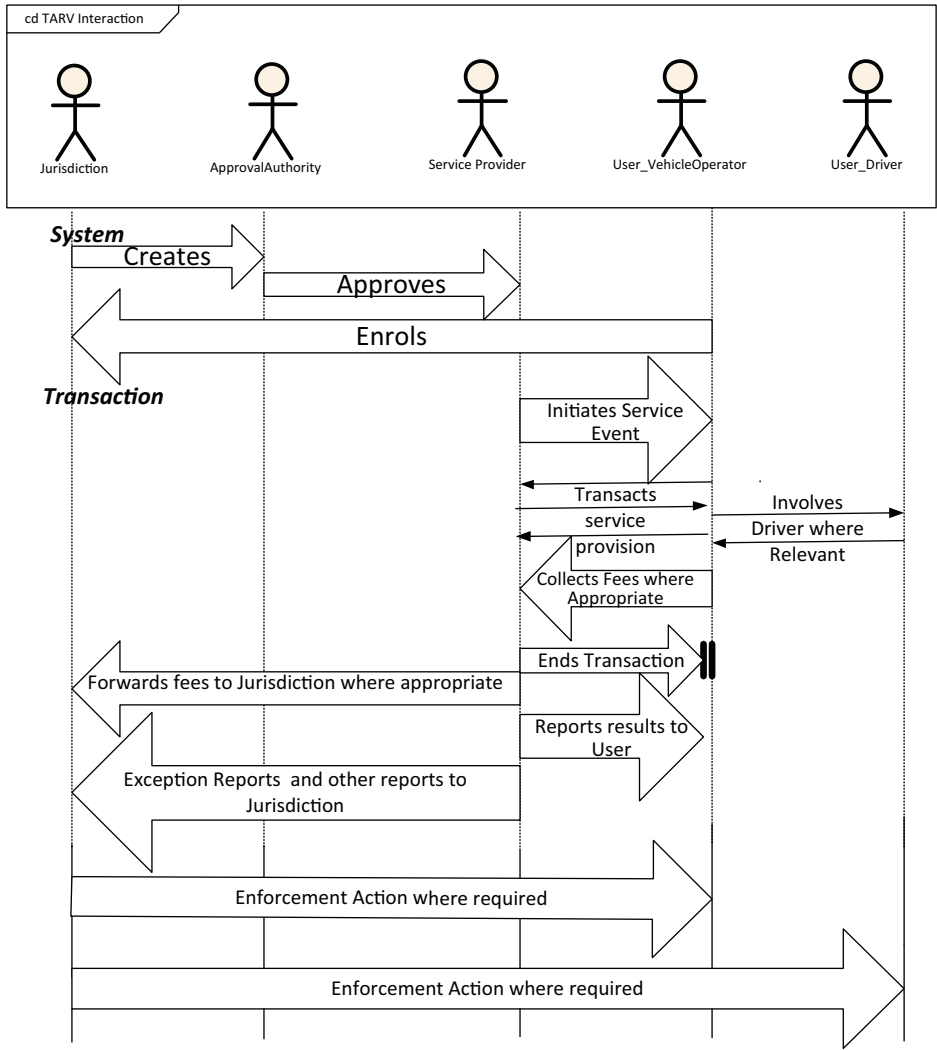 cd TARV Interaction
Jurisdiction
ApprovalAuthority
Service Provider
User_VehicleOperator
User_Driver
System
Creates
Approves
Enrols
Transaction
Initiates Service
Event
Transacts
service
provision
Involves
Driver where
Relevant
Collects Fees where
Appropriate
Ends Transaction
Forwards fees to Jurisdiction where appropriate
Reports results to
User
Exception Reports  and other reports to
Jurisdiction
Enforcement Action where required
Enforcement Action where required